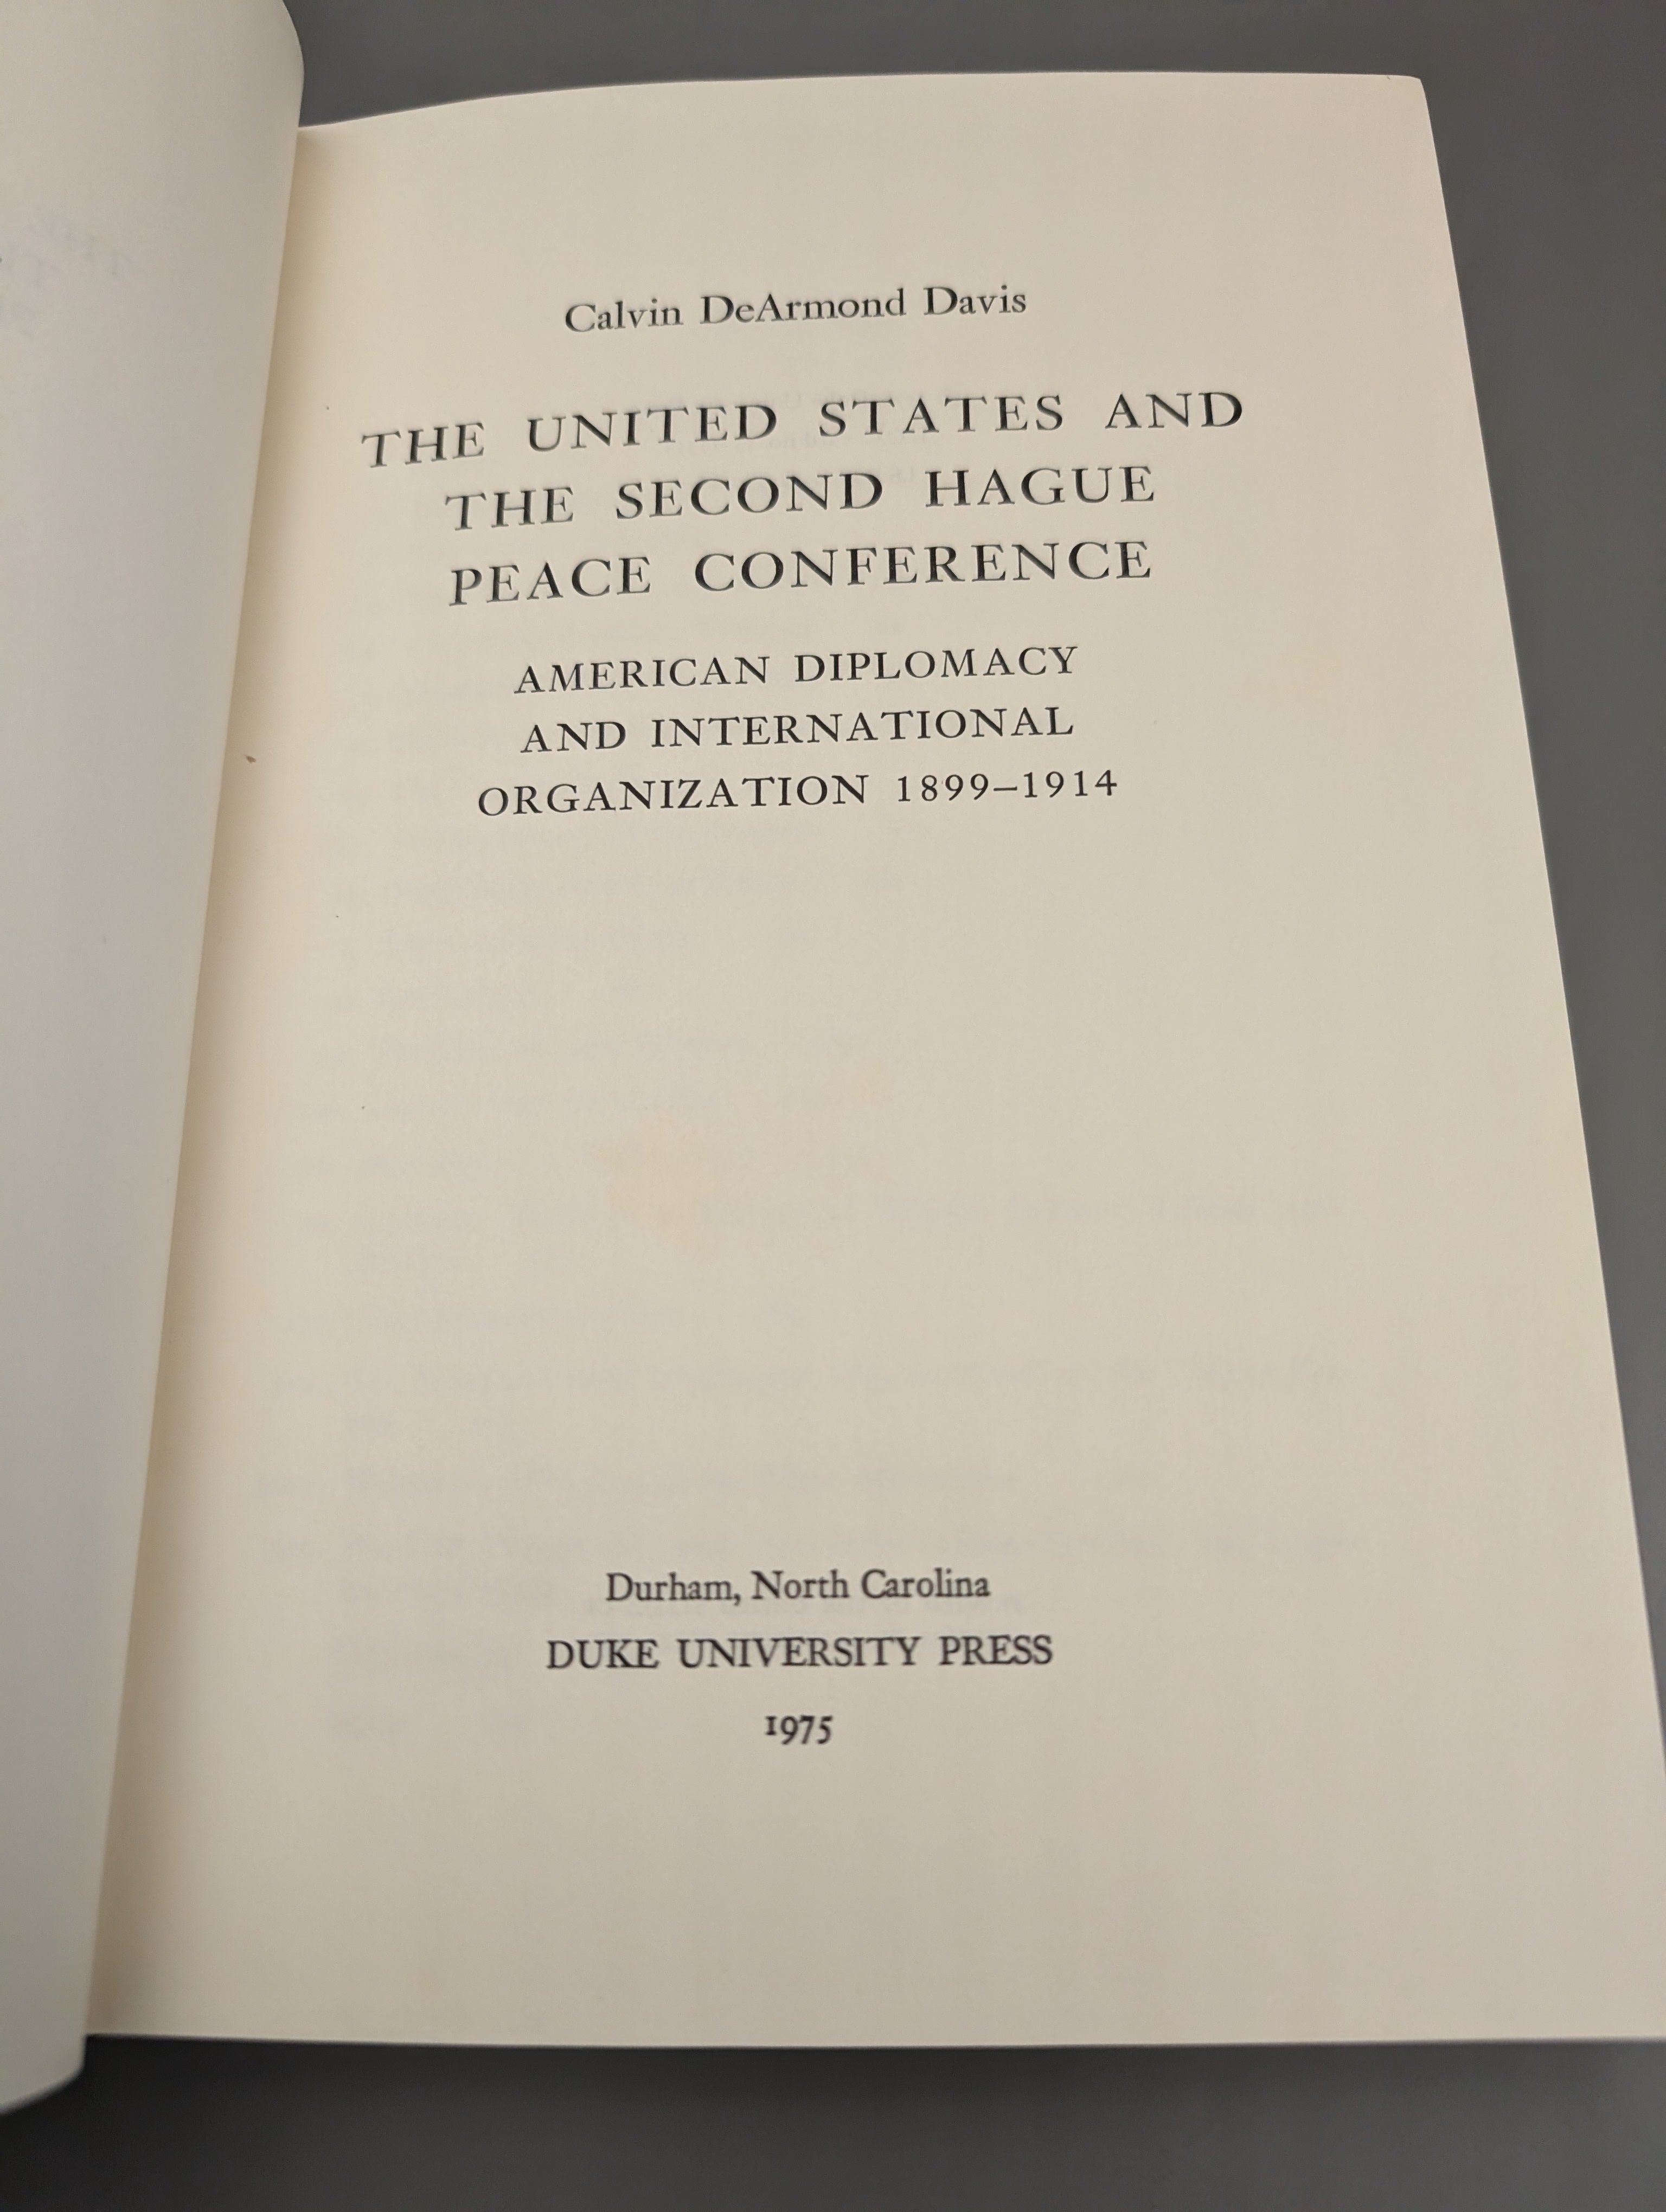 Calvin DeArmond Davis
THE UNITED STATES AND
THE SECOND HAGUE
PEACE CONFERENCE
AMERICAN DIPLOMACY
AND INTERNATIONAL
ORGANIZATION 1899–1914
Durham, North Carolina
DUKE UNIVERSITY PRESS
1975